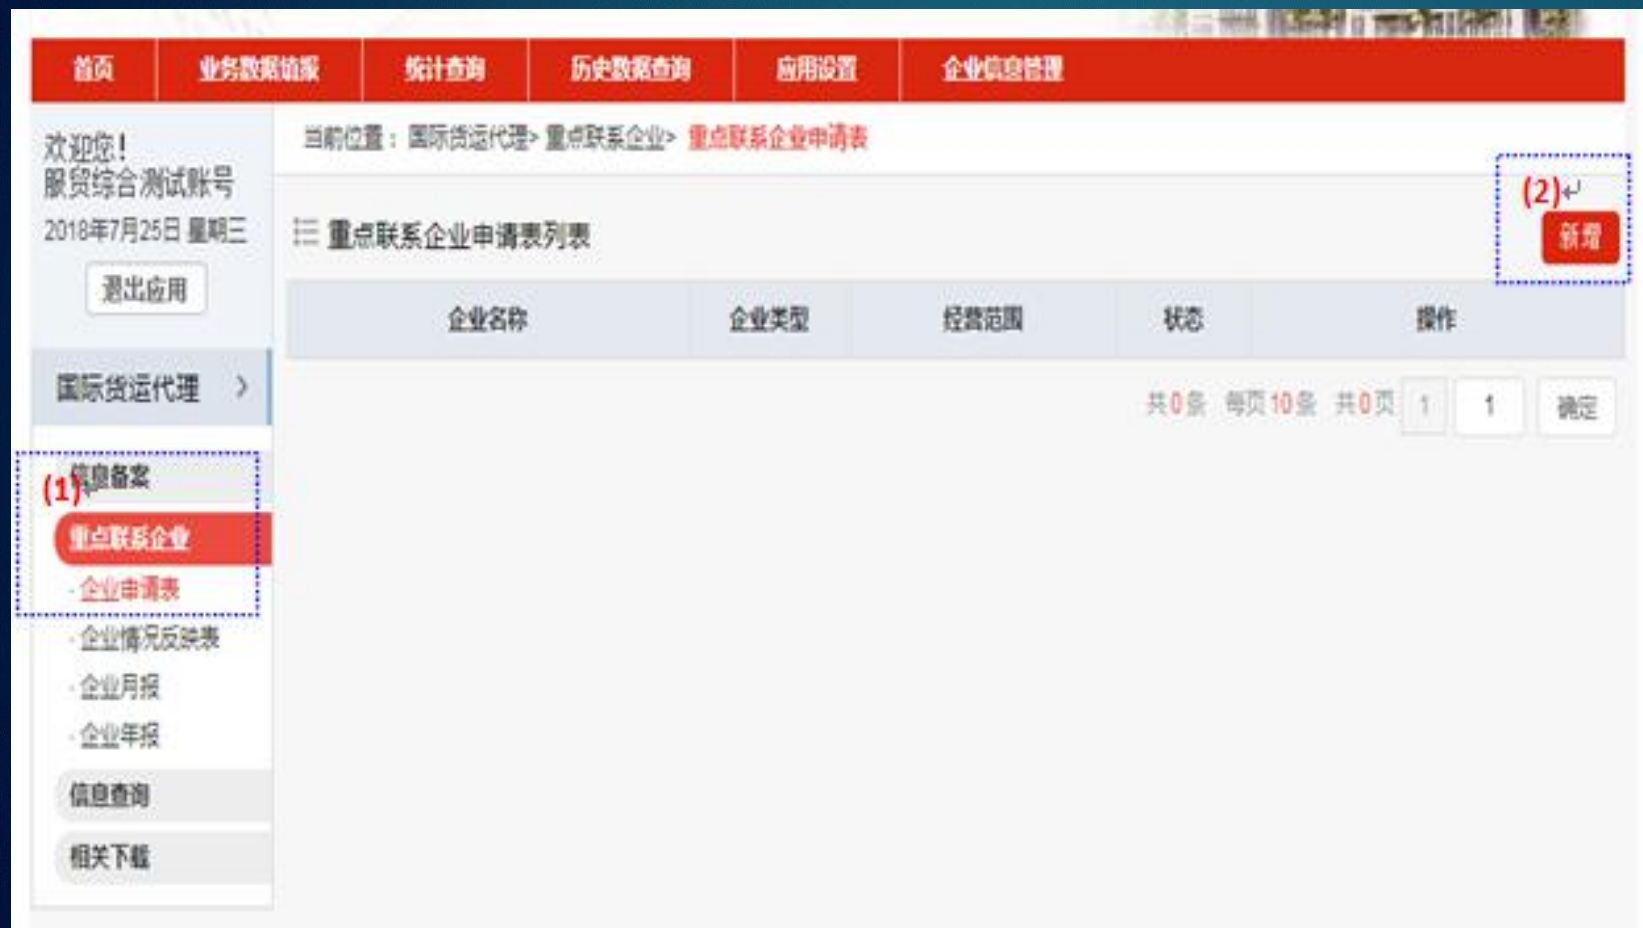 首页 业务数据填报 统计查询 历史数据查询 应用设置 企业信息管理
欢迎您!
服贸综合测试账号
2018年7月25日 星期三
退出应用
当前位置：国际货运代理> 重点联系企业> 重点联系企业申请表
(2)
重点联系企业申请表列表
新增
企业名称 企业类型 经营范围 状态 操作
共0条 每页10条 共0页 1 1 确定
国际货运代理 >
信息备案
(1)
重点联系企业
· 企业申请表
· 企业情况反映表
· 企业月报
· 企业年报
信息查询
相关下载